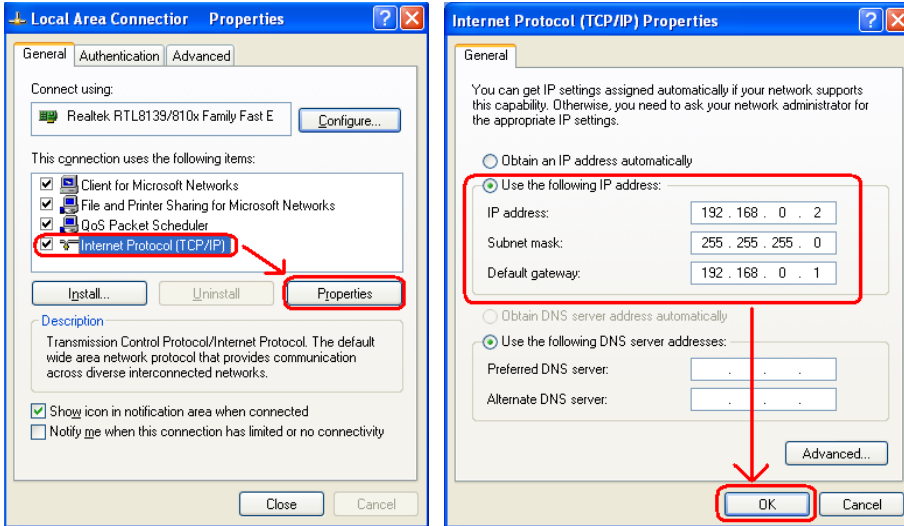 Local Area Connection Properties
General
Authentication
Advanced
Connect using:
Realtek RTL8139/810x Family Fast E
Configure...
This connection uses the following items:
Client for Microsoft Networks
File and Printer Sharing for Microsoft Networks
QoS Packet Scheduler
Internet Protocol (TCP/IP)
Install...
Uninstall
Properties
Description
Transmission Control Protocol/Internet Protocol. The default
wide area network protocol that provides communication
across diverse interconnected networks.
Show icon in notification area when connected
Notify me when this connection has limited or no connectivity
Close
Cancel
Internet Protocol (TCP/IP) Properties
General
You can get IP settings assigned automatically if your network supports
this capability. Otherwise, you need to ask your network administrator for
the appropriate IP settings.
Obtain an IP address automatically
Use the following IP address:
IP address: 192 . 168 . 0 . 2
Subnet mask: 255 . 255 . 255 . 0
Default gateway: 192 . 168 . 0 . 1
Obtain DNS server address automatically
Use the following DNS server addresses:
Preferred DNS server: . . .
Alternate DNS server: . . .
Advanced...
OK
Cancel